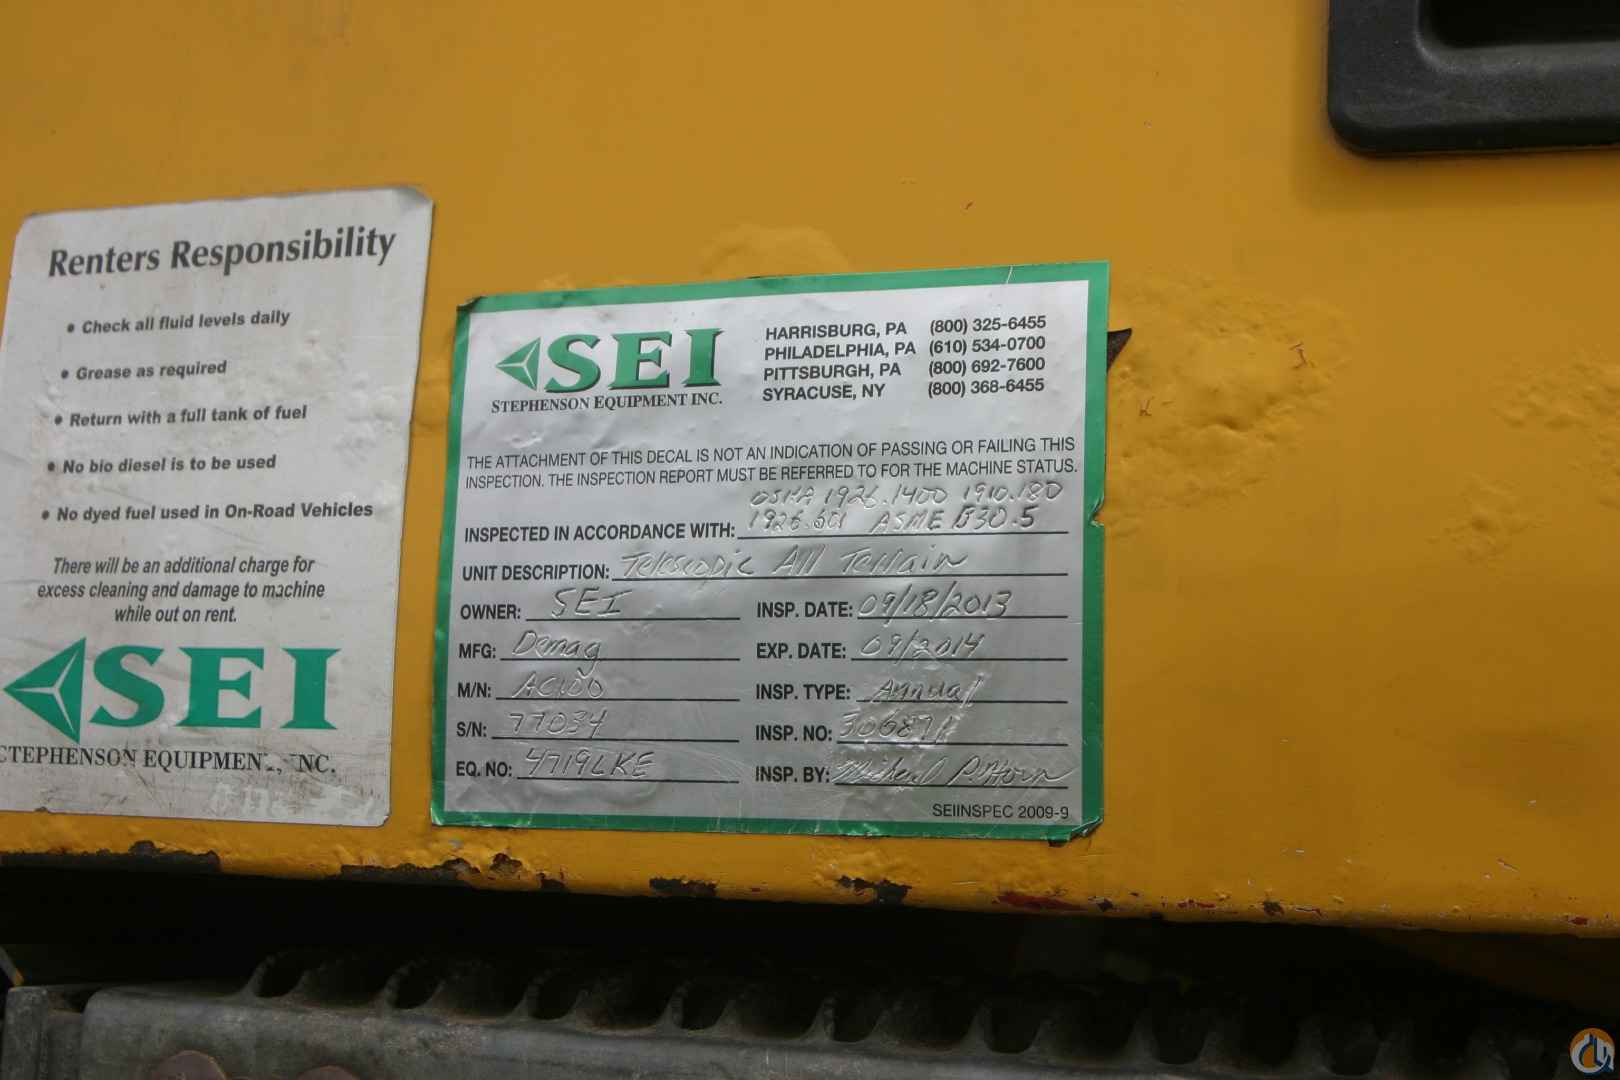 Renters Responsibility
• Check all fluid levels daily
• Grease as required
• Return with a full tank of fuel
• No bio diesel is to be used
• No dyed fuel used in On-Road Vehicles
There will be an additional charge for
excess cleaning and damage to machine
while out on rent.
SEI
STEPHENSON EQUIPMENT, INC.
SEI
STEPHENSON EQUIPMENT INC.
HARRISBURG, PA (800) 325-6455
PHILADELPHIA, PA (610) 534-0700
PITTSBURGH, PA (800) 692-7600
SYRACUSE, NY (800) 368-6455
THE ATTACHMENT OF THIS DECAL IS NOT AN INDICATION OF PASSING OR FAILING THIS
INSPECTION. THE INSPECTION REPORT MUST BE REFERRED TO FOR THE MACHINE STATUS.
OSHA 1926.1400 1910.180
INSPECTED IN ACCORDANCE WITH: 1926.601 ASME B30.5
UNIT DESCRIPTION: Telescopic All Terrain
OWNER: SEI INSP. DATE: 09/18/2013
MFG: Demag EXP. DATE: 09/2014
M/N: AC100 INSP. TYPE: Annual
S/N: 77034 INSP. NO:
EQ. NO: 4719LKE INSP. BY: Michael
SEIINSPEC 2009-9